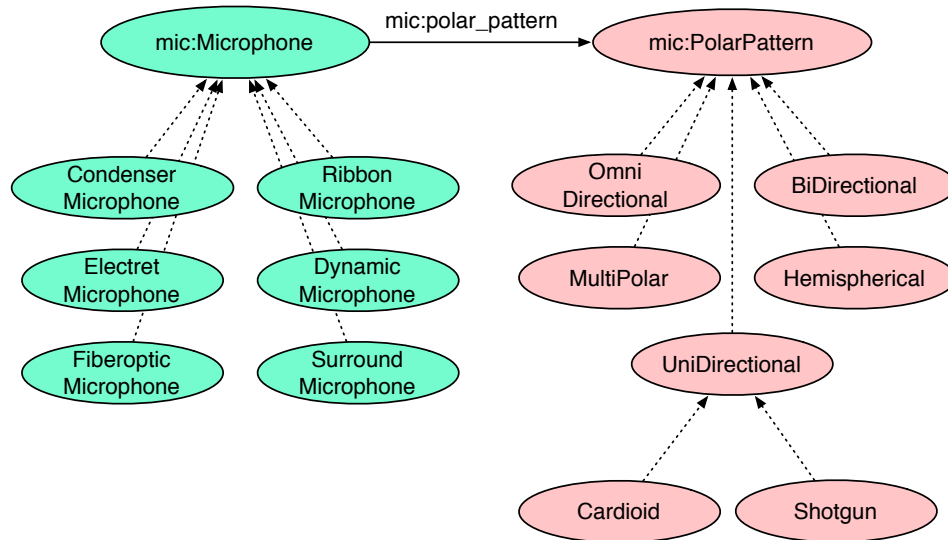 mic:polar_pattern
mic:Microphone
mic:PolarPattern
Condenser
Microphone
Ribbon
Microphone
Omni
Directional
BiDirectional
Electret
Microphone
Dynamic
Microphone
MultiPolar
Hemispherical
Fiberoptic
Microphone
Surround
Microphone
UniDirectional
Cardioid
Shotgun